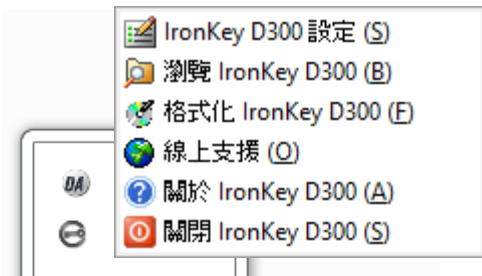 IronKey D300 設定 (S)
瀏覽 IronKey D300 (B)
格式化 IronKey D300 (F)
線上支援 (O)
關於 IronKey D300 (A)
關閉 IronKey D300 (S)
DA